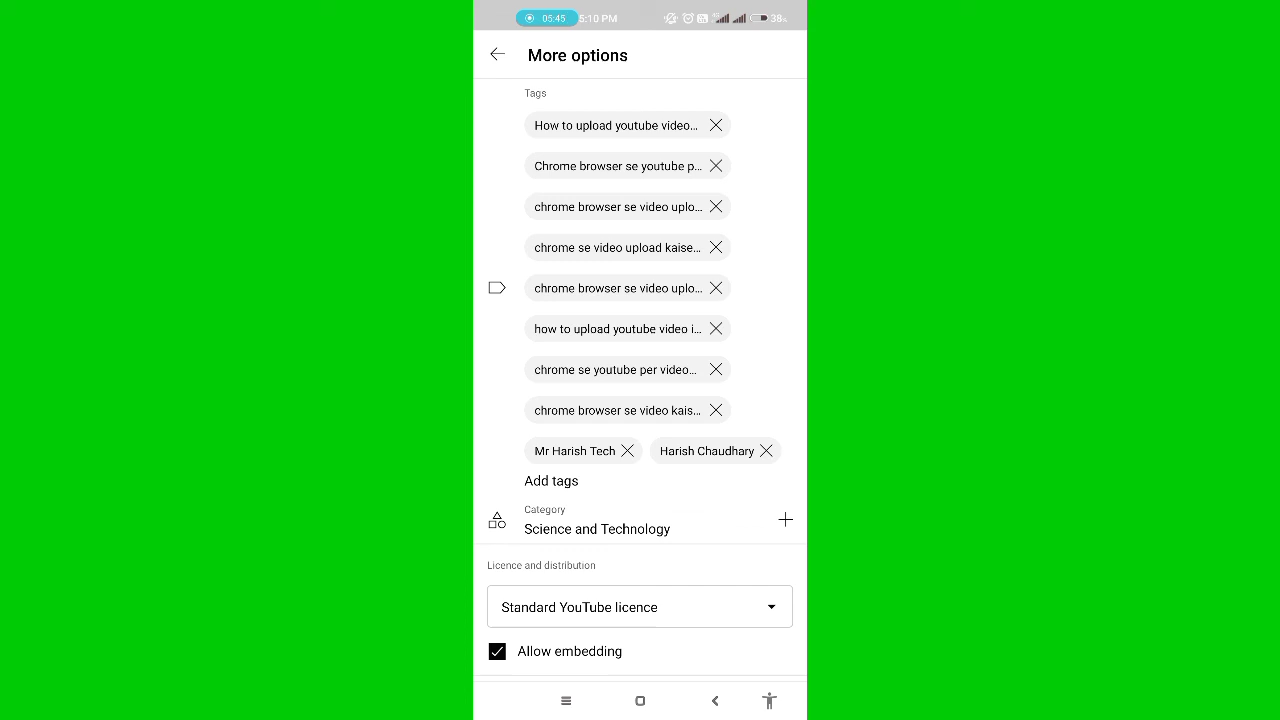 05:45 5:10 PM 38%
More options
Tags
How to upload youtube video...
Chrome browser se youtube p...
chrome browser se video uplo...
chrome se video upload kaise...
chrome browser se video uplo...
how to upload youtube video i...
chrome se youtube per video...
chrome browser se video kais...
Mr Harish Tech Harish Chaudhary
Add tags
Category
Science and Technology
Licence and distribution
Standard YouTube licence
Allow embedding